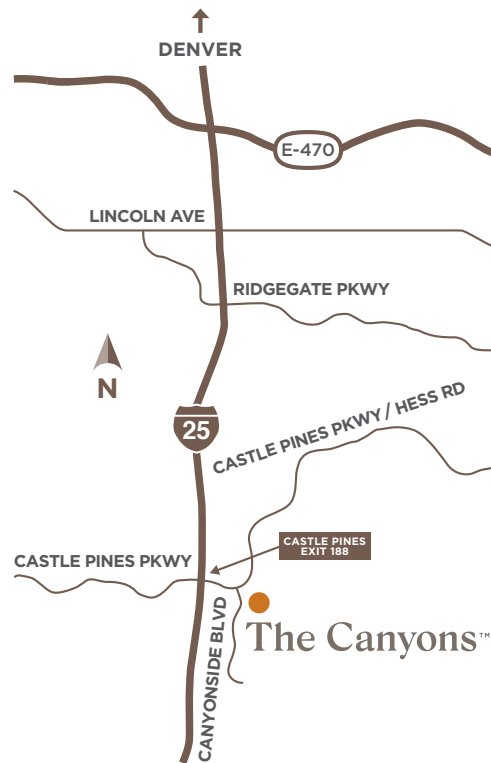 DENVER
E-470
LINCOLN AVE
RIDGEGATE PKWY
N
25
CASTLE PINES PKWY / HESS RD
CASTLE PINES
EXIT 188
CASTLE PINES PKWY
CANYONSIDE BLVD
The Canyons™